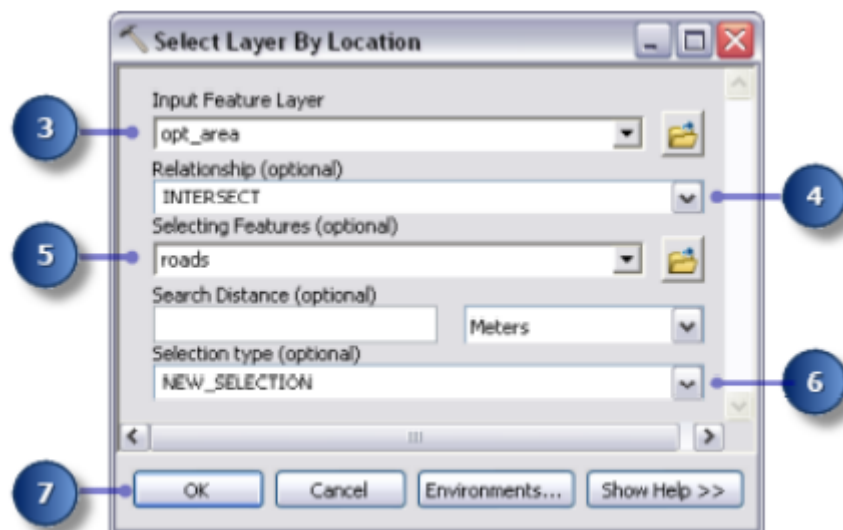 Select Layer By Location
Input Feature Layer
3
opt_area
Relationship (optional)
INTERSECT
4
Selecting Features (optional)
5
roads
Search Distance (optional)
Meters
Selection type (optional)
NEW_SELECTION
6
7
OK
Cancel
Environments...
Show Help >>